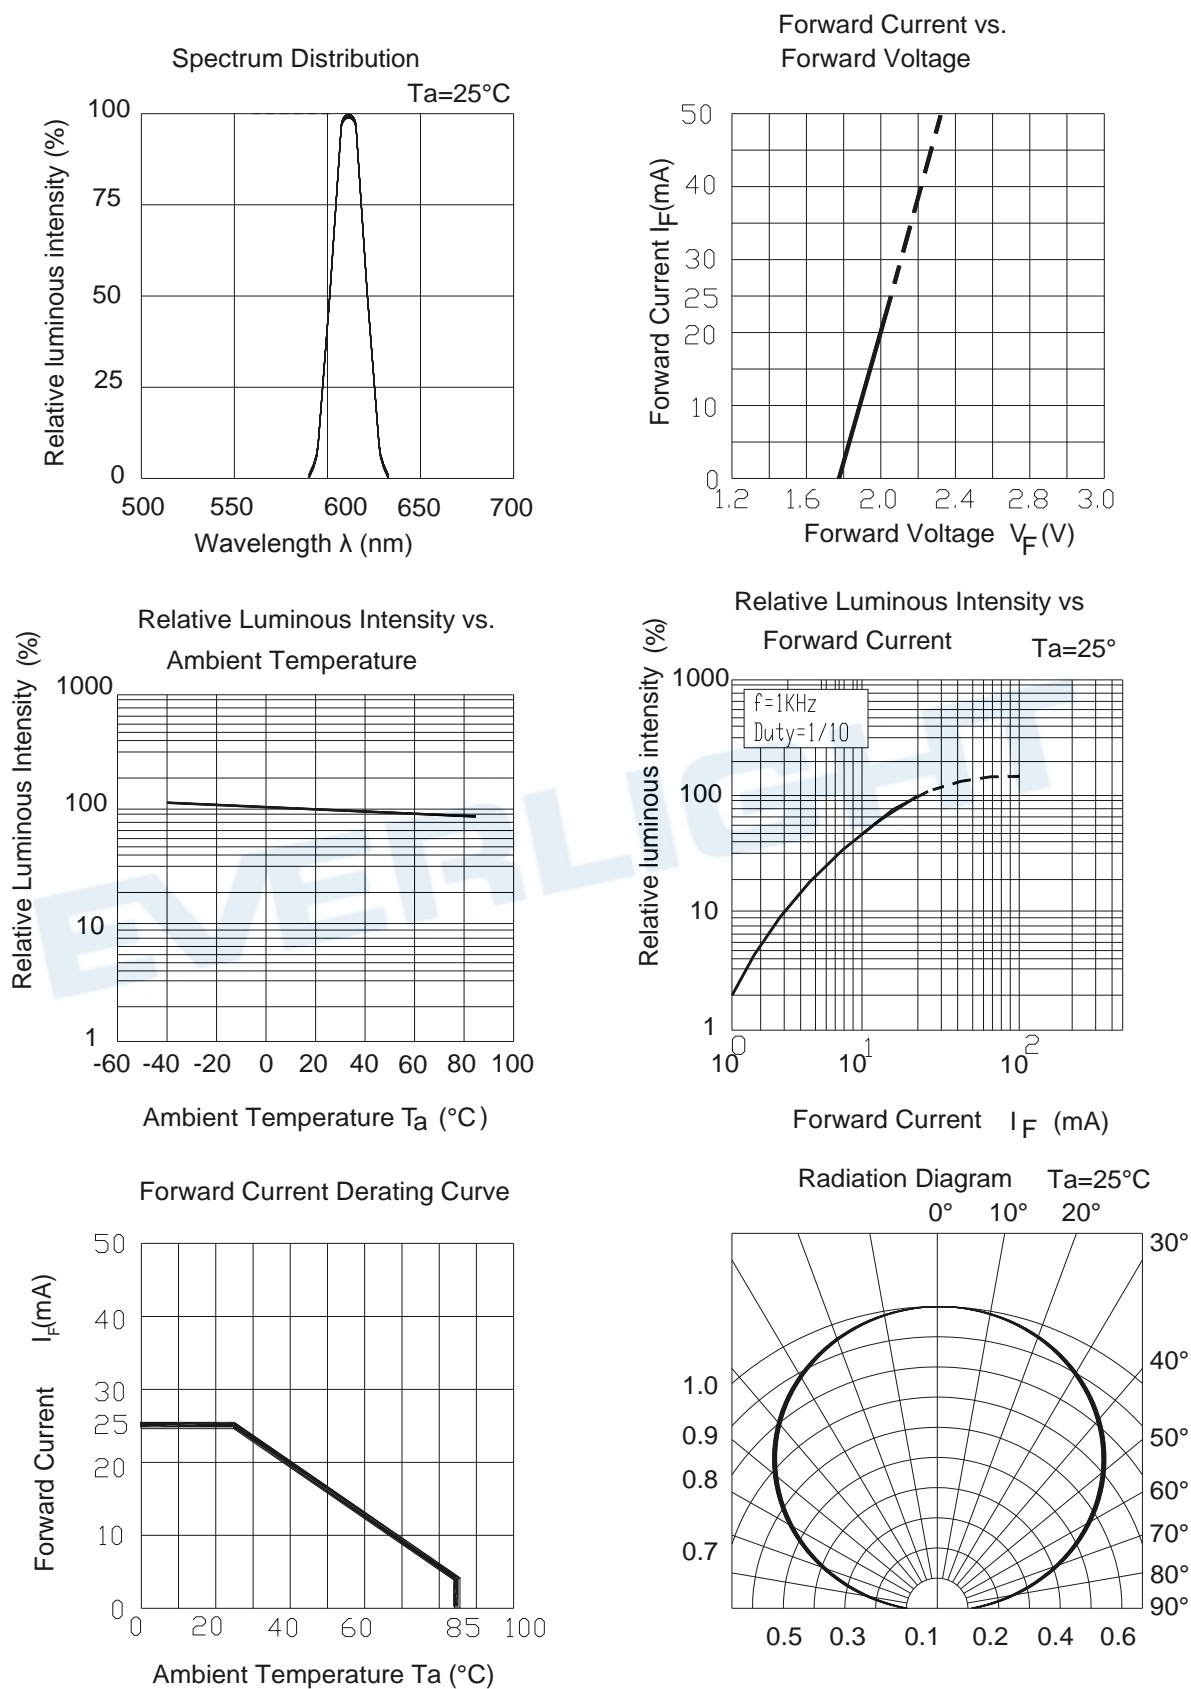 Spectrum Distribution
Ta=25°C
Relative luminous intensity (%)
100
75
50
25
0
500 550 600 650 700
Wavelength λ (nm)
Forward Current vs.
Forward Voltage
Forward Current IF(mA)
50
40
30
25
20
10
0
1.2 1.6 2.0 2.4 2.8 3.0
Forward Voltage VF (V)
Relative Luminous Intensity vs.
Ambient Temperature
Relative Luminous Intensity (%)
1000
100
10
1
-60 -40 -20 0 20 40 60 80 100
Ambient Temperature Ta (°C)
Relative Luminous Intensity vs
Forward Current
Ta=25°
Relative luminous intensity (%)
f=1KHz
Duty=1/10
1000
100
10
1
10^0 10^1 10^2
Forward Current IF (mA)
EVERLIGHT
Forward Current Derating Curve
Forward Current IF(mA)
50
40
30
25
20
10
0
0 20 40 60 85 100
Ambient Temperature Ta (°C)
Radiation Diagram Ta=25°C
0° 10° 20°
30°
40°
50°
60°
70°
80°
90°
1.0
0.9
0.8
0.7
0.5 0.3 0.1 0.2 0.4 0.6